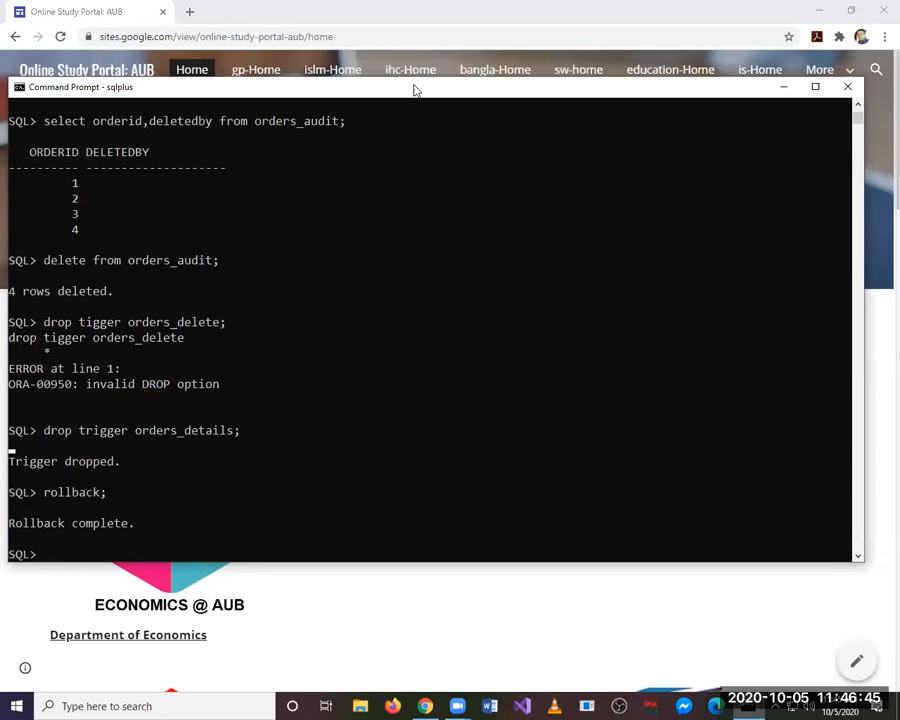 Online Study Portal: AUB
sites.google.com/view/online-study-portal-aub/home
Online Study Portal: AUB Home gp-Home islm-Home ihc-Home bangla-Home sw-home education-Home is-Home More
Command Prompt - sqlplus
SQL> select orderid,deletedby from orders_audit;
ORDERID DELETEDBY
---------- --------------------
1
2
3
4
SQL> delete from orders_audit;
4 rows deleted.
SQL> drop tigger orders_delete;
drop tigger orders_delete
*
ERROR at line 1:
ORA-00950: invalid DROP option
SQL> drop trigger orders_details;
Trigger dropped.
SQL> rollback;
Rollback complete.
SQL>
ECONOMICS @ AUB
Department of Economics
Type here to search
2020-10-05 11:46:45
10/5/2020